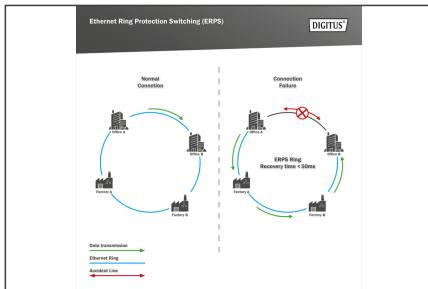 Ethernet Ring Protection Switching (ERPS)
DIGITUS®
Normal
Connection
Connection
Failure
Office A
Office B
Factory A
Factory B
Office A
Office B
ERPS Ring
Recovery time <50ms
Factory A
Factory B
Data transmission
Ethernet Ring
Accident Line